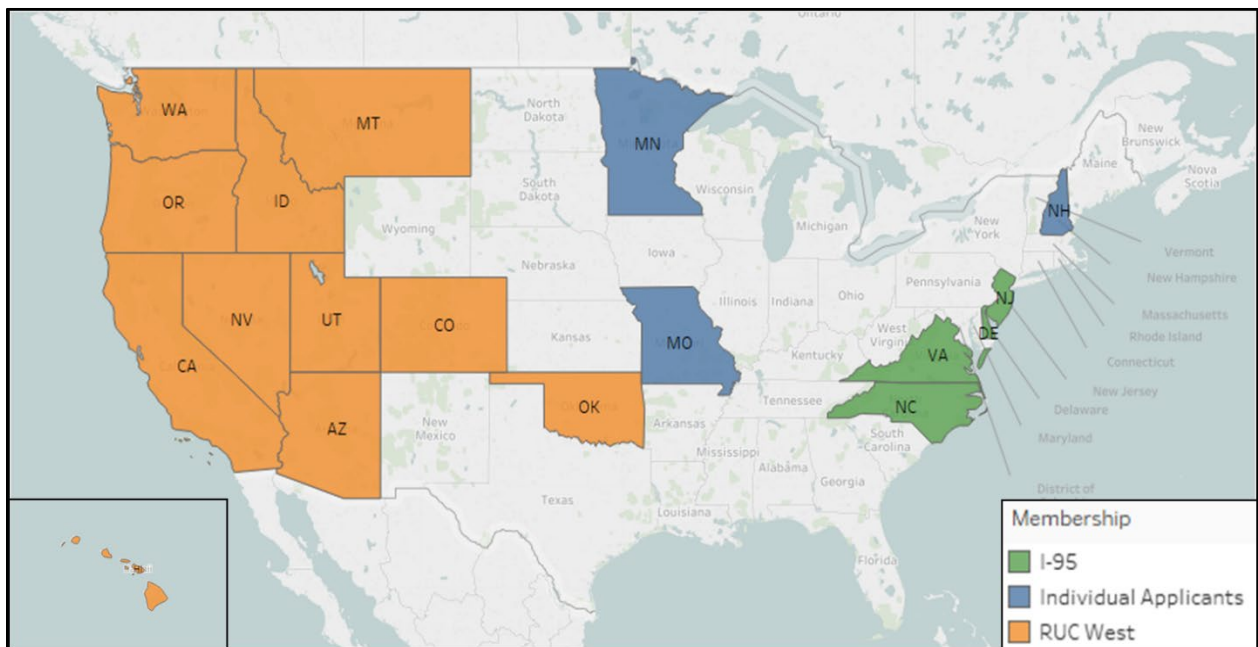 Ontario
WA
MT
North
Dakota
MN
OR
ID
South
Dakota
Wisconsin
Michigan
New
Brunswick
Maine
Nova
Scotia
NH
New
York
Wyoming
Iowa
Nebraska
Vermont
New Hampshire
Massachusetts
Rhode Island
Connecticut
New Jersey
Delaware
Maryland
District of
Pennsylvania
NJ
DE
NV
UT
CO
Illinois
Indiana
Ohio
West
Virginia
VA
CA
Kansas
MO
Kentucky
AZ
New
Mexico
OK
Arkansas
Tennessee
NC
South
Carolina
Mississippi
Alabama
Georgia
Texas
Louisiana
Florida
Membership
I-95
Individual Applicants
RUC West